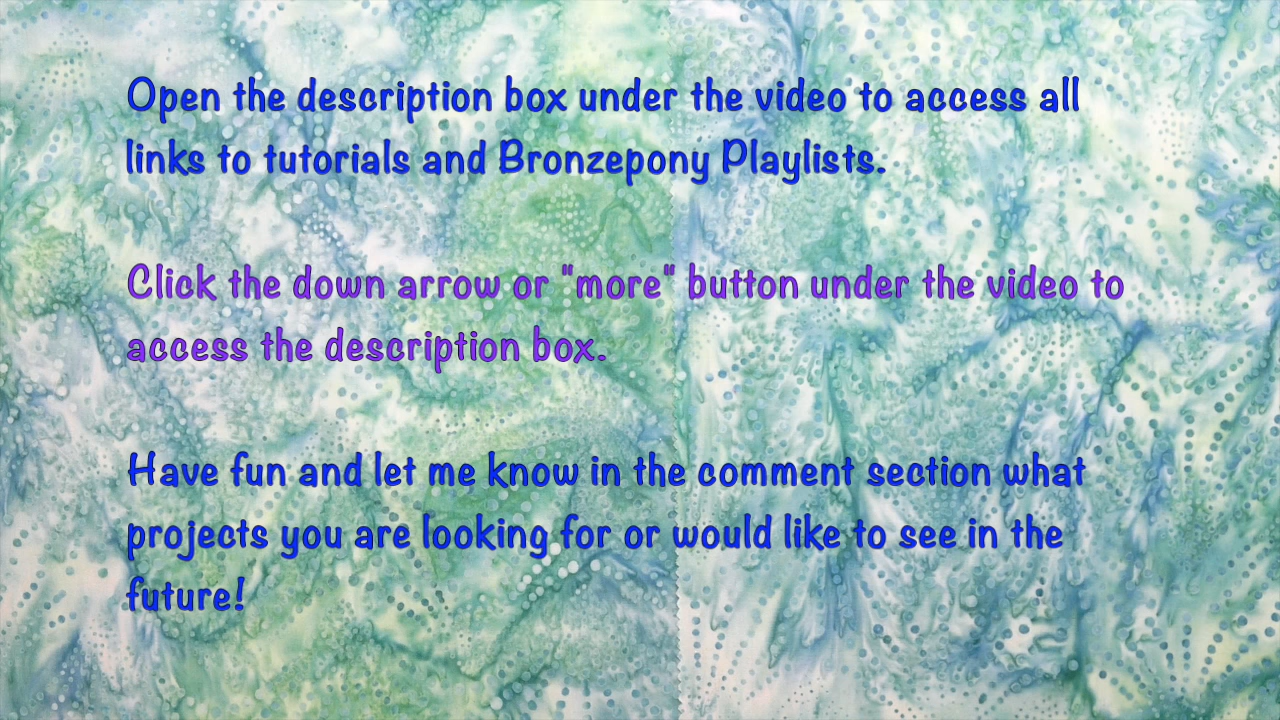 Open the description box under the video to access all
links to tutorials and Bronzepony Playlists.
Click the down arrow or "more" button under the video to
access the description box.
Have fun and let me know in the comment section what
projects you are looking for or would like to see in the
future!